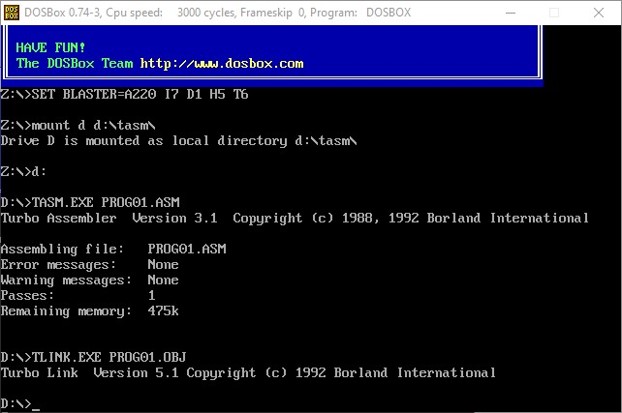 DOSBox 0.74-3, Cpu speed:    3000 cycles, Frameskip  0, Program:   DOSBOX
HAVE FUN!
The DOSBox Team http://www.dosbox.com
Z:\>SET BLASTER=A220 I7 D1 H5 T6
Z:\>mount d d:\tasm\
Drive D is mounted as local directory d:\tasm\
Z:\>d:
D:\>TASM.EXE PROG01.ASM
Turbo Assembler  Version 3.1  Copyright (c) 1988, 1992 Borland International
Assembling file:   PROG01.ASM
Error messages:    None
Warning messages:  None
Passes:            1
Remaining memory:  475k
D:\>TLINK.EXE PROG01.OBJ
Turbo Link  Version 5.1 Copyright (c) 1992 Borland International
D:\>_